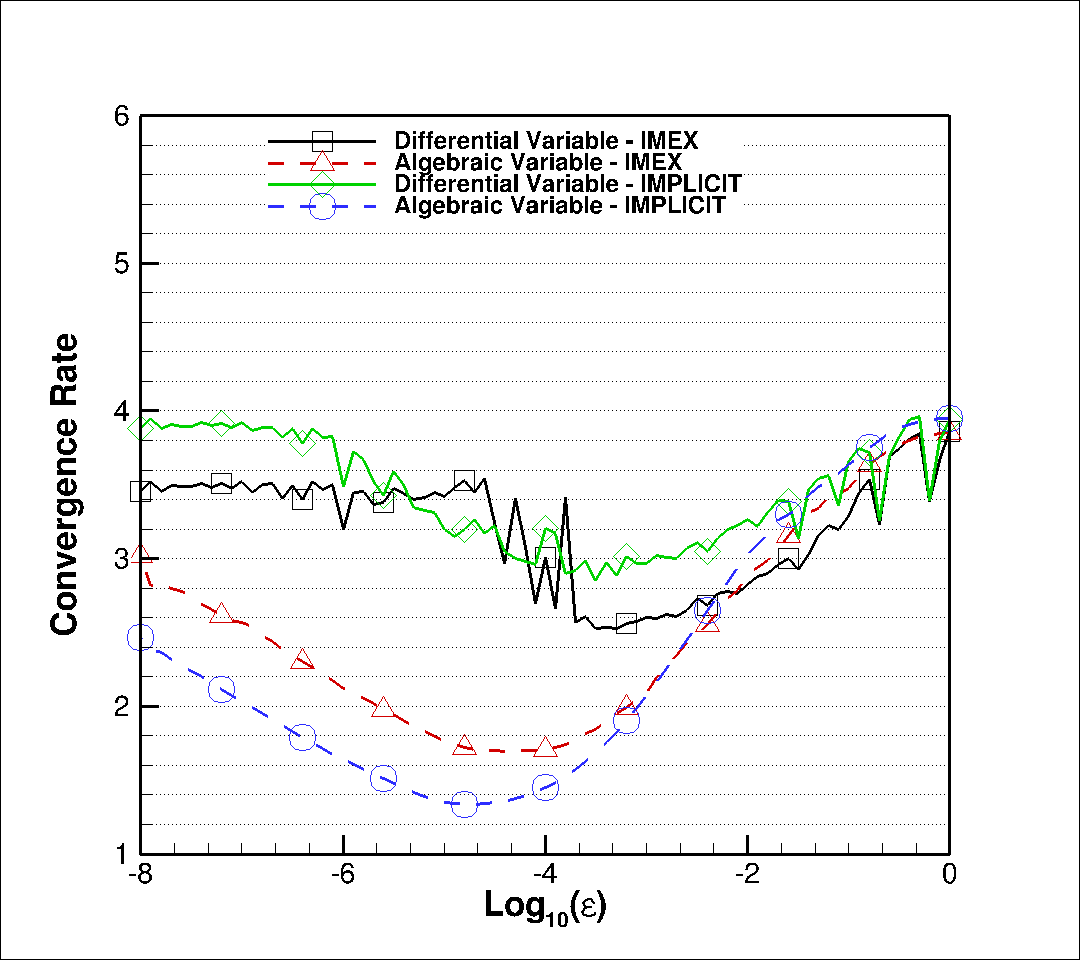 6
5
4
3
2
1
-8
-6
-4
-2
0
Convergence Rate
Log10(ε)
Differential Variable - IMEX
Algebraic Variable - IMEX
Differential Variable - IMPLICIT
Algebraic Variable - IMPLICIT